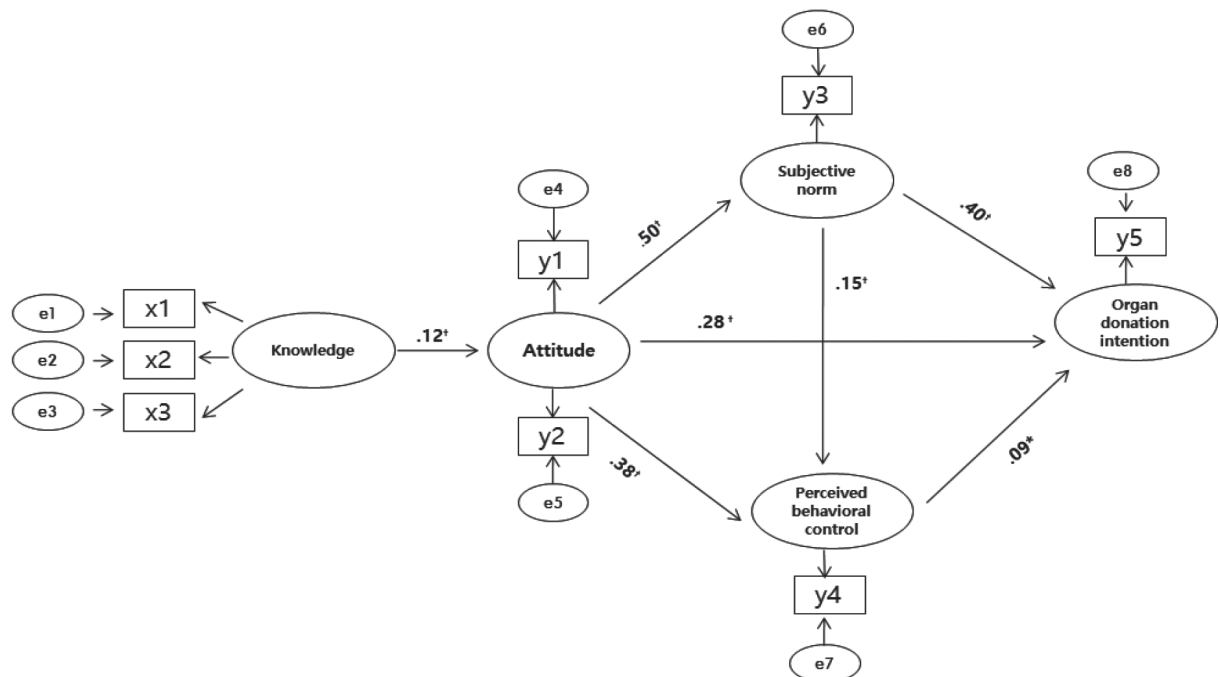 e6
y3
Subjective
norm
e8
y5
e4
y1
.50†
.40†
.15†
Organ
donation
intention
e1
x1
e2
x2
e3
x3
Knowledge
.12†
Attitude
.28†
y2
e5
.38†
.09*
Perceived
behavioral
control
y4
e7